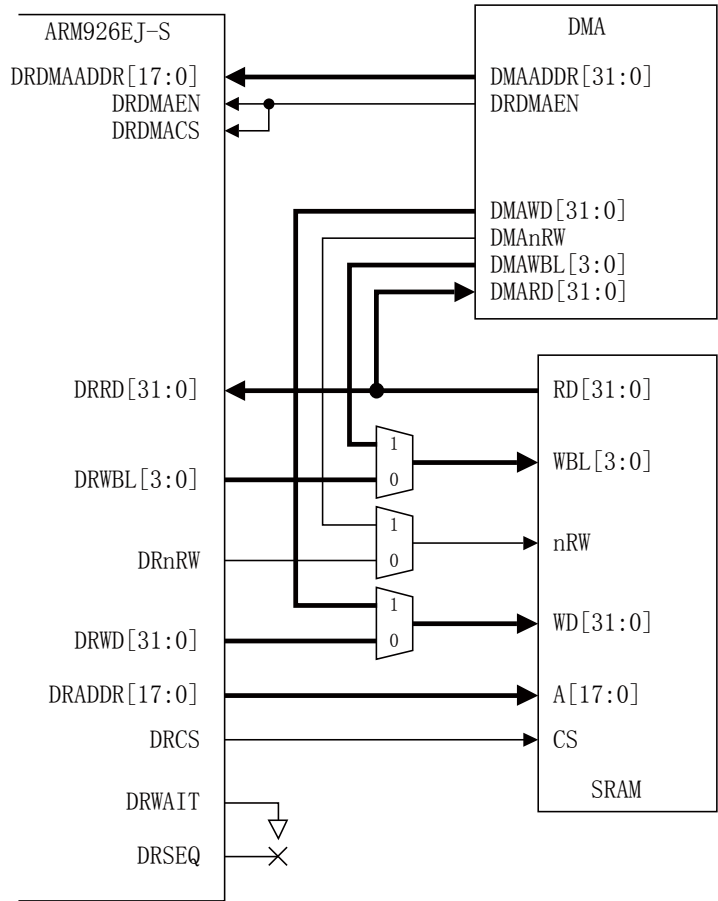 ARM926EJ-S
DRDMAADDR[17:0]
DRDMAEN
DRDMACS
DRRD[31:0]
DRWBL[3:0]
DRnRW
DRWD[31:0]
DRADDR[17:0]
DRCS
DRWAIT
DRSEQ
1
0
1
0
1
0
DMA
DMAADDR[31:0]
DRDMAEN
DMAWD[31:0]
DMAnRW
DMAWBL[3:0]
DMARD[31:0]
RD[31:0]
WBL[3:0]
nRW
WD[31:0]
A[17:0]
CS
SRAM